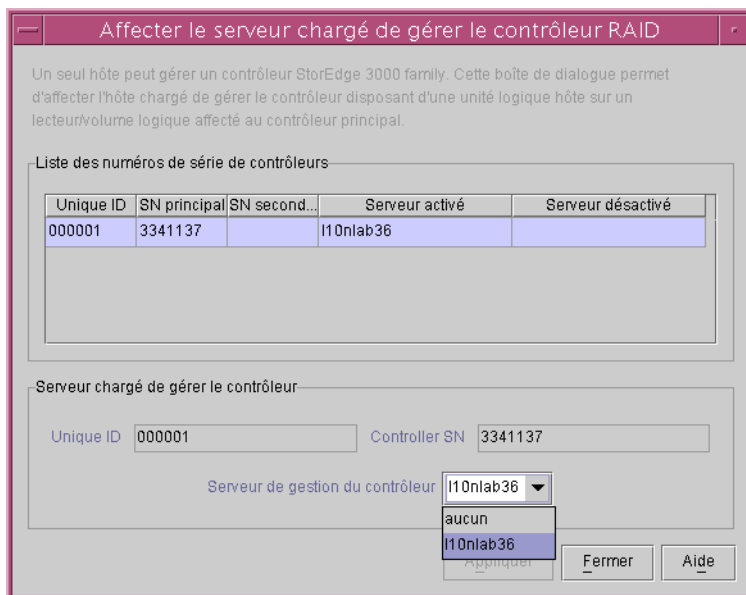 Affecter le serveur chargé de gérer le contrôleur RAID
Un seul hôte peut gérer un contrôleur StorEdge 3000 family. Cette boîte de dialogue permet
d'affecter l'hôte chargé de gérer le contrôleur disposant d'une unité logique hôte sur un
lecteur/volume logique affecté au contrôleur principal.
Liste des numéros de série de contrôleurs
Unique ID SN principal SN second... Serveur activé Serveur désactivé
000001 3341137 l10nlab36
Serveur chargé de gérer le contrôleur
Unique ID 000001 Controller SN 3341137
Serveur de gestion du contrôleur l10nlab36
aucun
l10nlab36
Appliquer Fermer Aide